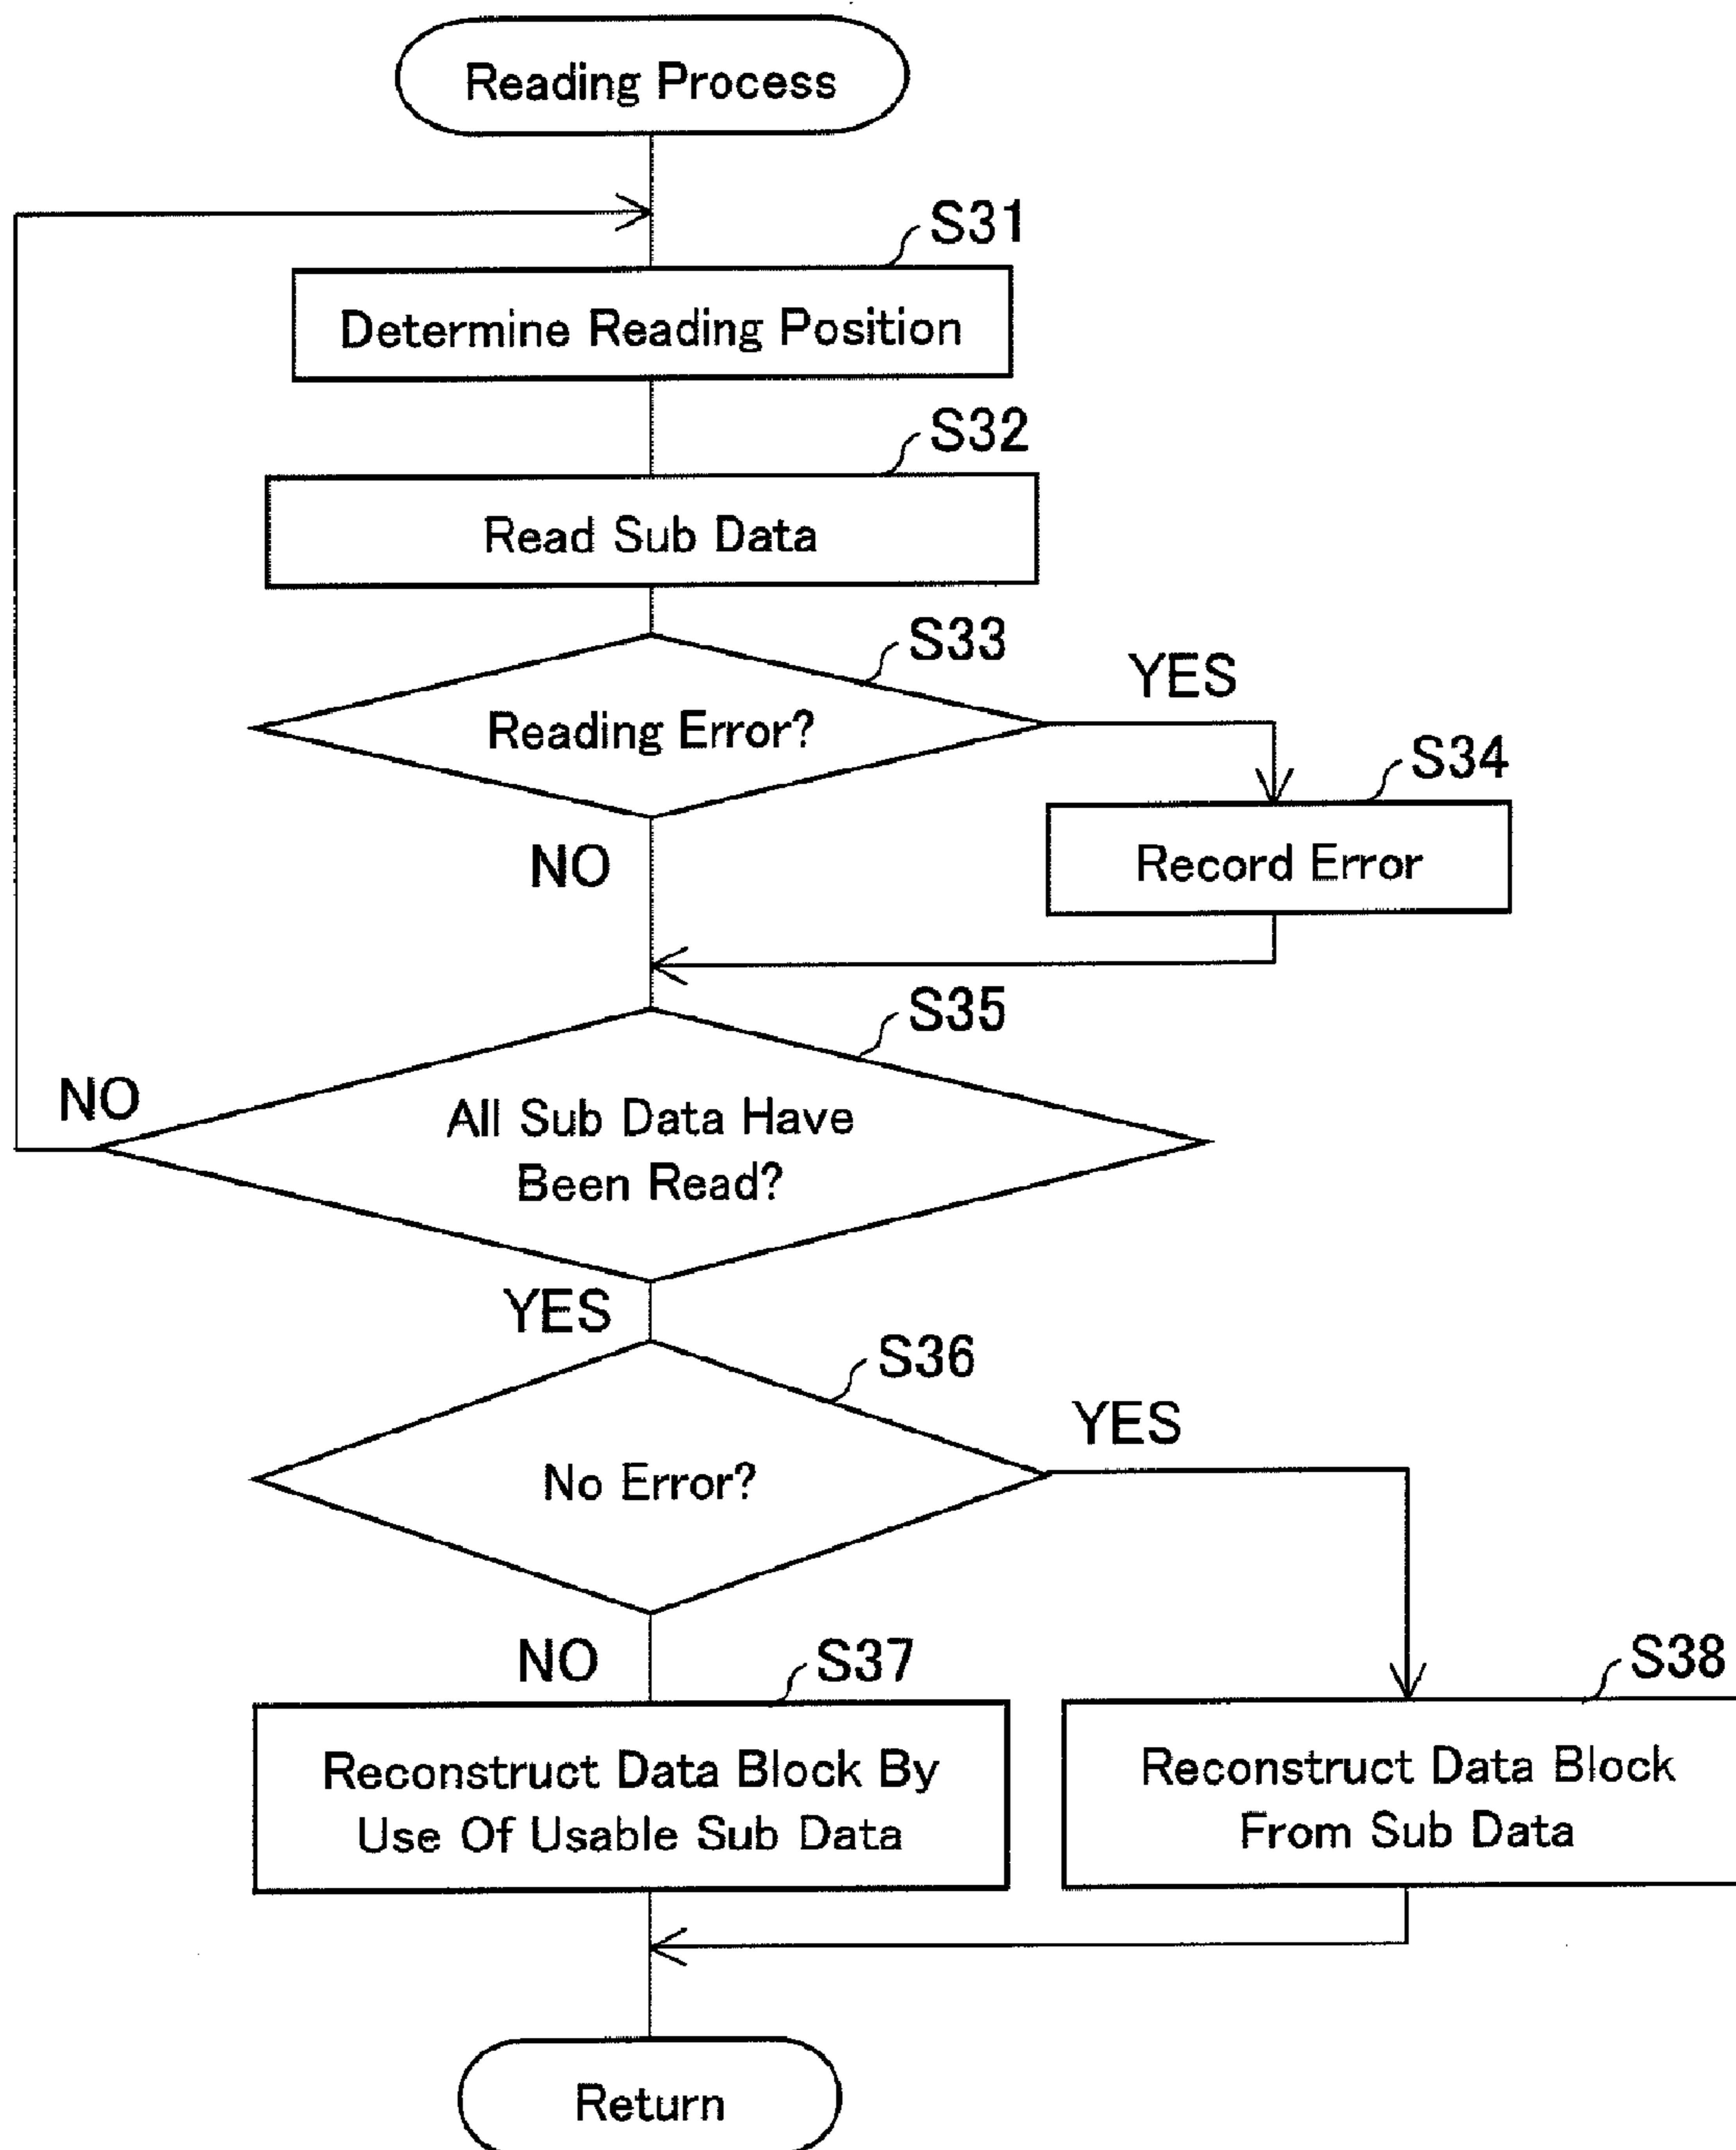 Reading Process
S31
Determine Reading Position
S32
Read Sub Data
S33
Reading Error?
YES
S34
Record Error
NO
S35
All Sub Data Have
Been Read?
NO
YES
S36
No Error?
YES
NO
S37
Reconstruct Data Block By
Use Of Usable Sub Data
S38
Reconstruct Data Block
From Sub Data
Return